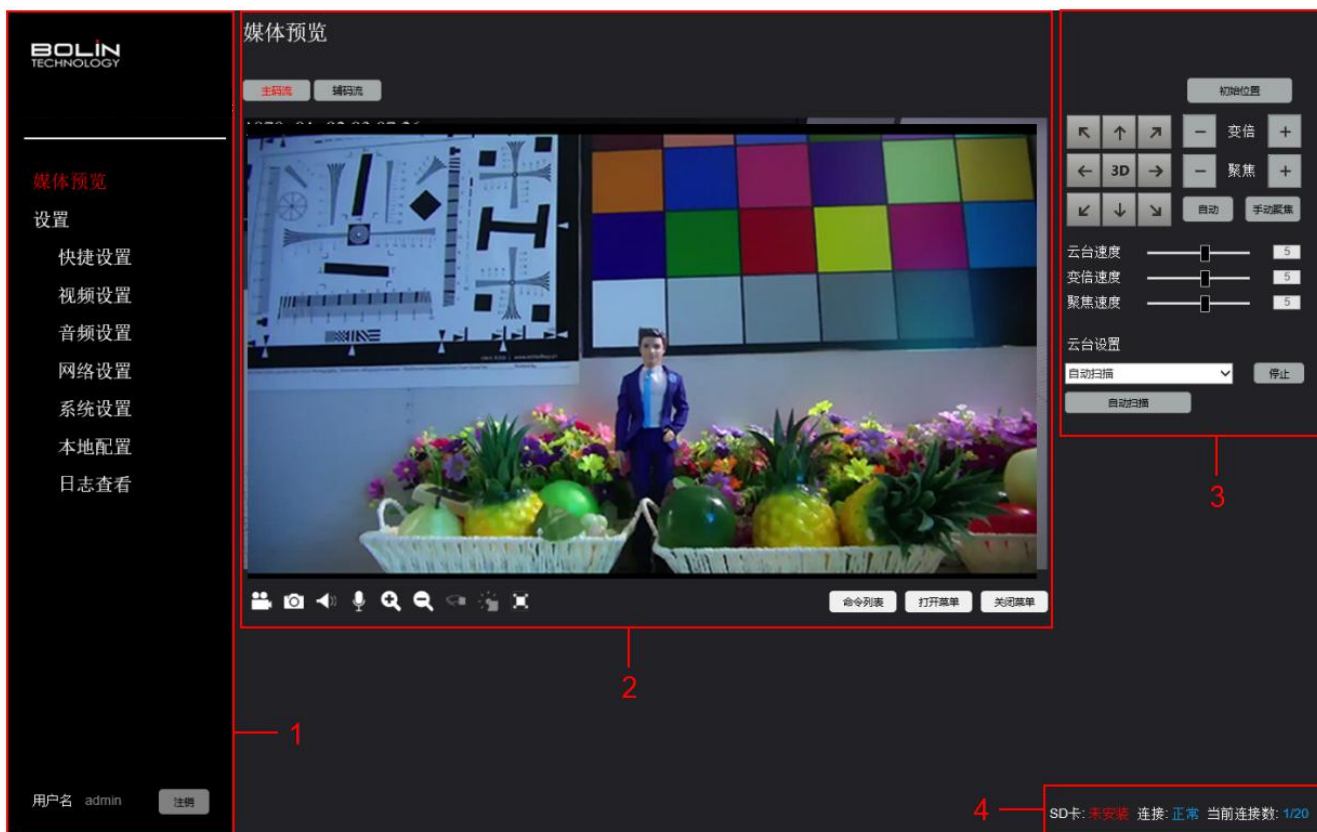 BOLIN
TECHNOLOGY
媒体预览
设置
快捷设置
视频设置
音频设置
网络设置
系统设置
本地配置
日志查看
用户名 admin 注销
1
媒体预览
主码流 辅码流
命令列表 打开菜单 关闭菜单
2
初始位置
变倍
3D
聚焦
自动 手动聚焦
云台速度 5
变倍速度 5
聚焦速度 5
云台设置
自动扫描 停止
自动扫描
3
4
SD卡: 未安装 连接: 正常 当前连接数: 1/20